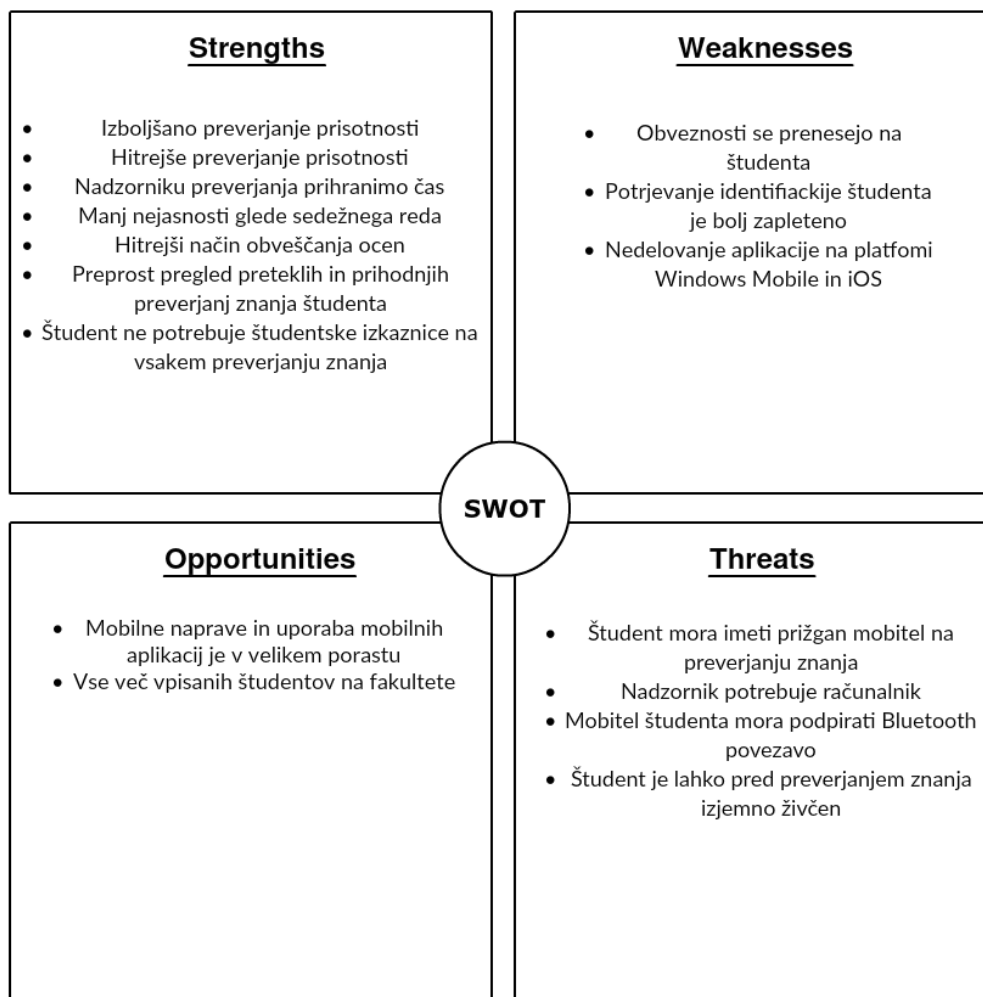 Strengths
• Izboljšano preverjanje prisotnosti
• Hitrejše preverjanje prisotnosti
• Nadzorniku preverjanja prihranimo čas
• Manj nejasnosti glede sedežnega reda
• Hitrejši način obveščanja ocen
• Preprost pregled preteklih in prihodnjih
preverjanj znanja študenta
• Študent ne potrebuje študentske izkaznice na
vsakem preverjanju znanja
Weaknesses
• Obveznosti se prenesejo na
študenta
• Potrjevanje identifiackije študenta
je bolj zapleteno
• Nedelovanje aplikacije na platfomi
Windows Mobile in iOS
SWOT
Opportunities
• Mobilne naprave in uporaba mobilnih
aplikacij je v velikem porastu
• Vse več vpisanih študentov na fakultete
Threats
• Študent mora imeti prižgan mobitel na
preverjanju znanja
• Nadzornik potrebuje računalnik
• Mobitel študenta mora podpirati Bluetooth
povezavo
• Študent je lahko pred preverjanjem znanja
izjemno živčen